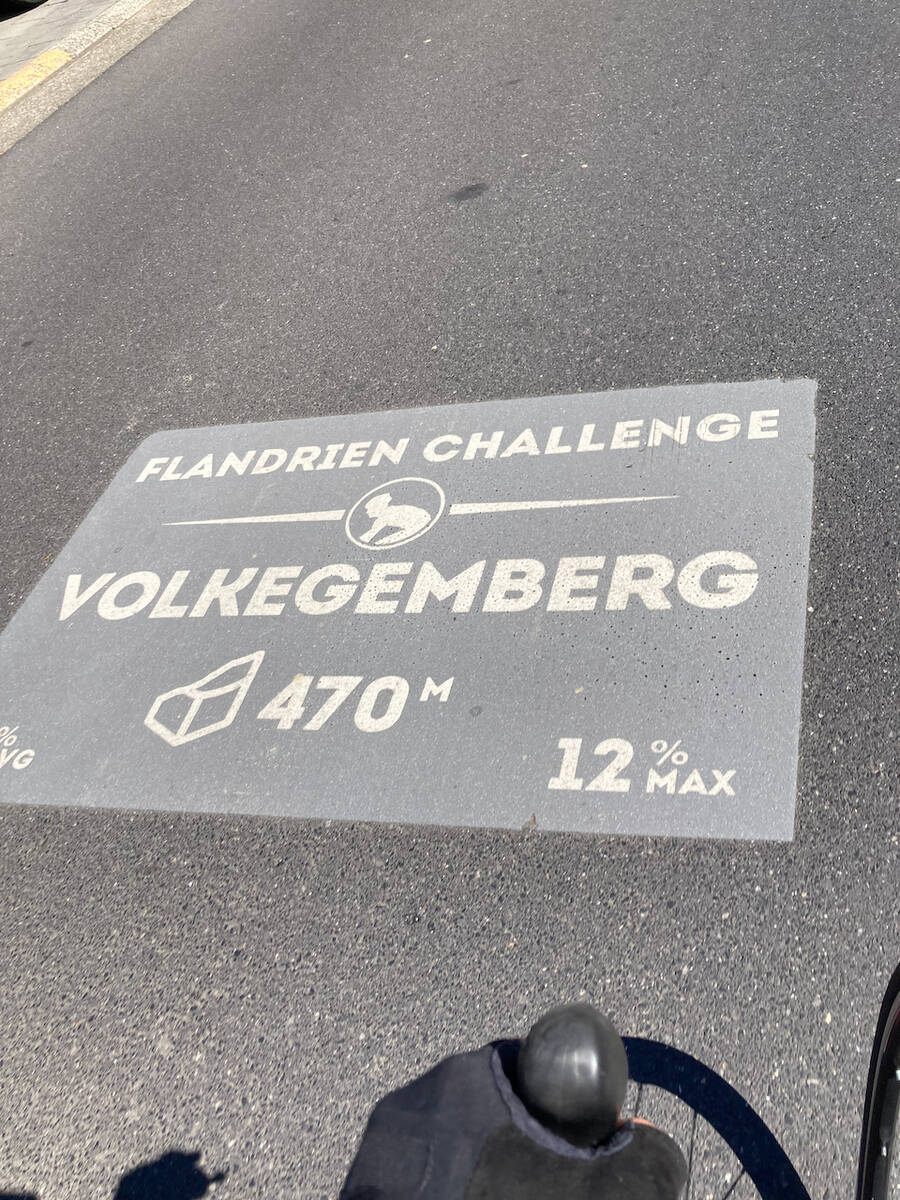 FLANDRIEN CHALLENGE
VOLKEGEMBERG
470 M
%
12 % MAX